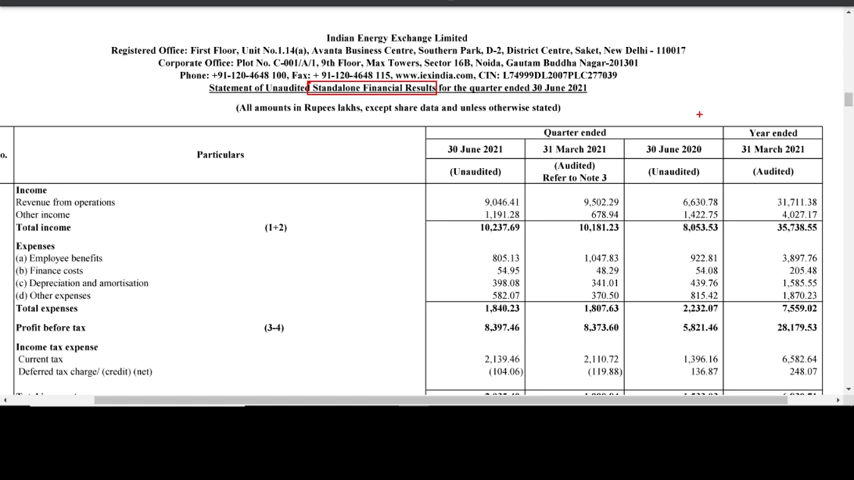 Indian Energy Exchange Limited
Registered Office: First Floor, Unit No.1.14(a), Avanta Business Centre, Southern Park, D-2, District Centre, Saket, New Delhi - 110017
Corporate Office: Plot No. C-001/A/1, 9th Floor, Max Towers, Sector 16B, Noida, Gautam Buddha Nagar-201301
Phone: +91-120-4648 100, Fax: + 91-120-4648 115, www.iexindia.com, CIN: L74999DL2007PLC277039
Statement of Unaudited Standalone Financial Results for the quarter ended 30 June 2021
(All amounts in Rupees lakhs, except share data and unless otherwise stated)
Quarter ended Year ended
o. Particulars 30 June 2021 31 March 2021 30 June 2020 31 March 2021
(Unaudited) (Audited) (Unaudited) (Audited)
Refer to Note 3
Income
Revenue from operations 9,046.41 9,502.29 6,630.78 31,711.38
Other income 1,191.28 678.94 1,422.75 4,027.17
Total income (1+2) 10,237.69 10,181.23 8,053.53 35,738.55
Expenses
(a) Employee benefits 805.13 1,047.83 922.81 3,897.76
(b) Finance costs 54.95 48.29 54.08 205.48
(c) Depreciation and amortisation 398.08 341.01 439.76 1,585.55
(d) Other expenses 582.07 370.50 815.42 1,870.23
Total expenses 1,840.23 1,807.63 2,232.07 7,559.02
Profit before tax (3-4) 8,397.46 8,373.60 5,821.46 28,179.53
Income tax expense
Current tax 2,139.46 2,110.72 1,396.16 6,582.64
Deferred tax charge/ (credit) (net) (104.06) (119.88) 136.87 248.07